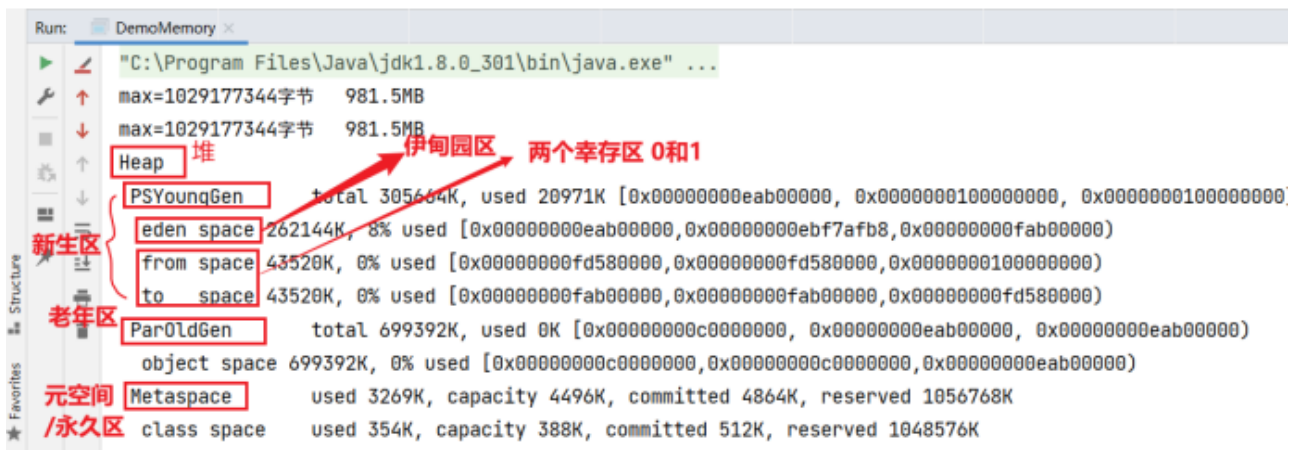 Run: DemoMemory ×
"C:\Program Files\Java\jdk1.8.0_301\bin\java.exe" ...
max=1029177344字节 981.5MB
max=1029177344字节 981.5MB
伊甸园区 两个幸存区 0和1
Heap 堆
PSYoungGen total 305664K, used 20971K [0x00000000eab00000, 0x0000000100000000, 0x0000000100000000)
eden space 262144K, 8% used [0x00000000eab00000,0x00000000ebf7afb8,0x00000000fab00000)
新生区
from space 43520K, 0% used [0x00000000fd580000,0x00000000fd580000,0x0000000100000000)
to space 43520K, 0% used [0x00000000fab00000,0x00000000fab00000,0x00000000fd580000)
老年区
ParOldGen total 699392K, used 0K [0x00000000c0000000, 0x00000000eab00000, 0x00000000eab00000)
object space 699392K, 0% used [0x00000000c0000000,0x00000000c0000000,0x00000000eab00000)
元空间 Metaspace used 3269K, capacity 4496K, committed 4864K, reserved 1056768K
/永久区 class space used 354K, capacity 388K, committed 512K, reserved 1048576K
Structure
Favorites